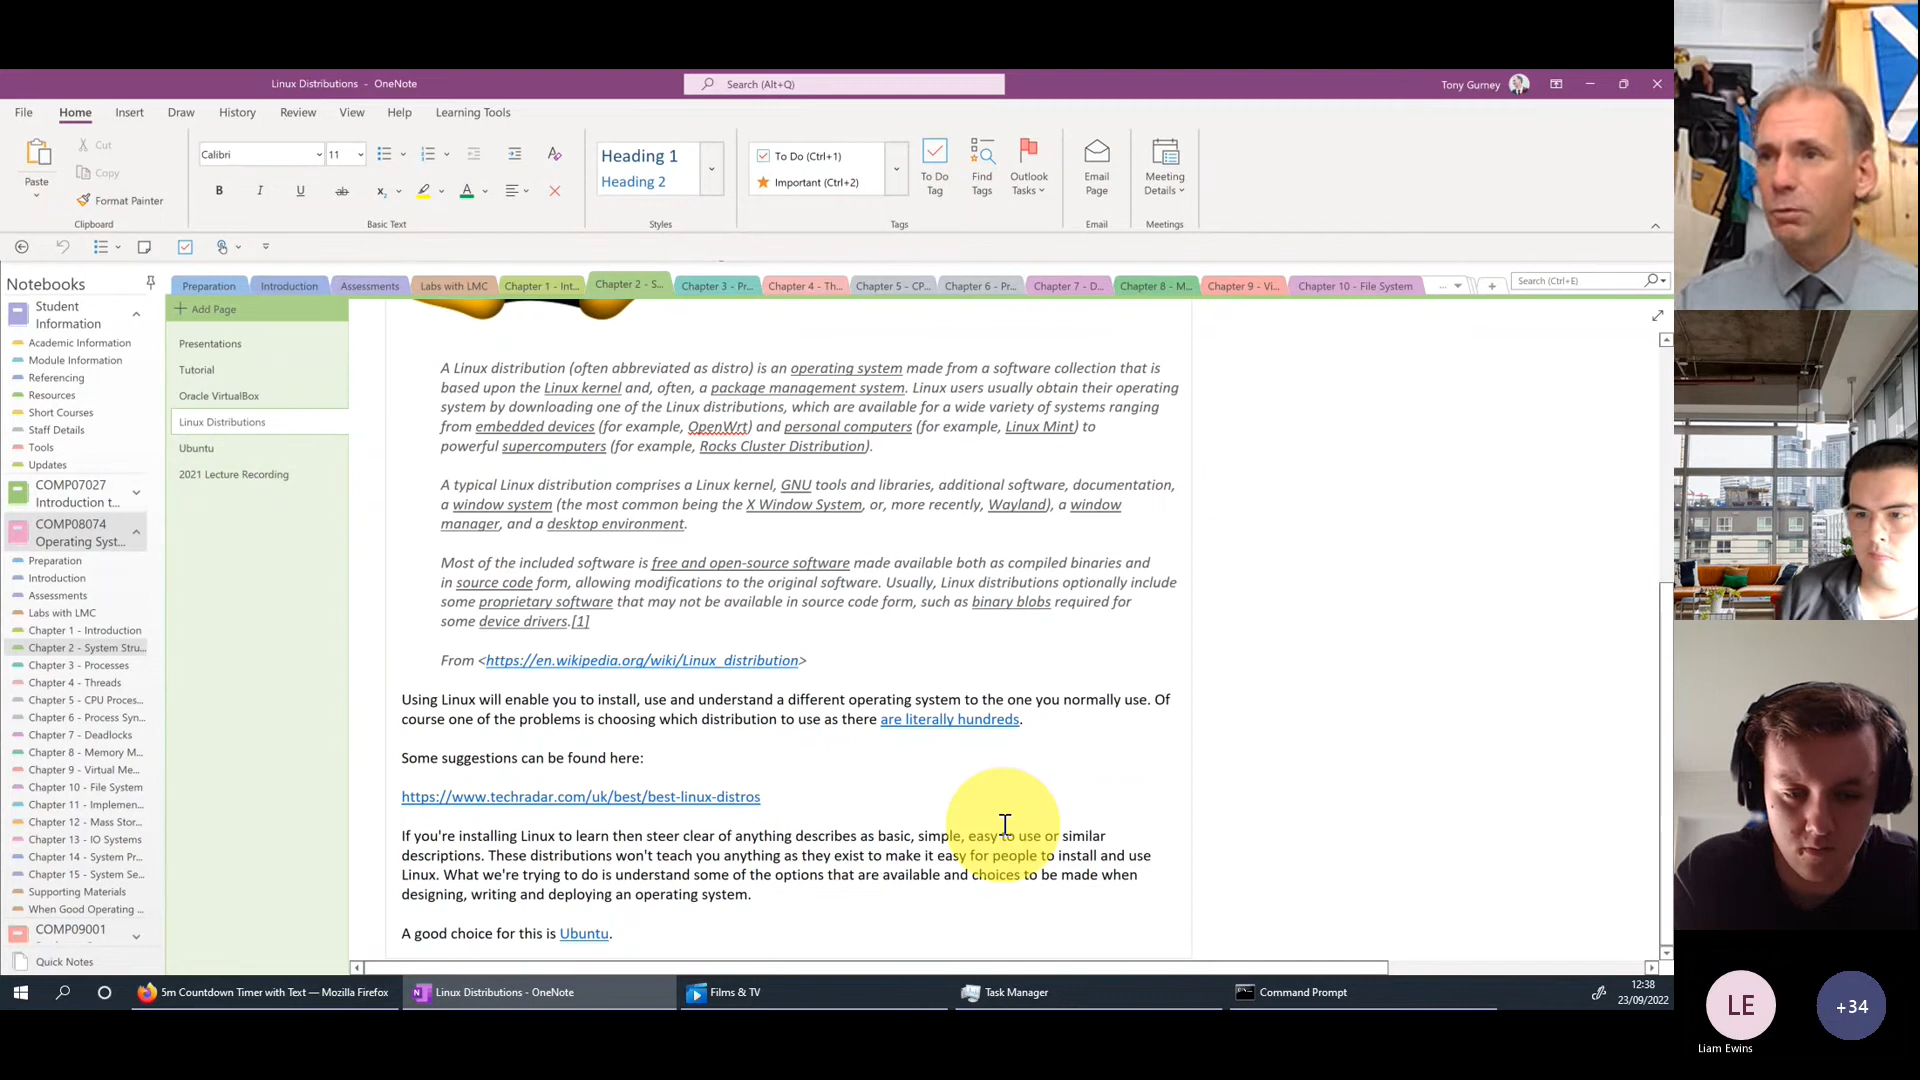 Linux Distributions - OneNote
Search (Alt+Q)
Tony Gurney
File Home Insert Draw History Review View Help Learning Tools
Paste
Cut
Copy
Format Painter
Clipboard
Calibri 11
B I U ab x A
Basic Text
Heading 1
Heading 2
Styles
To Do (Ctrl+1)
Important (Ctrl+2)
Tags
To Do Tag
Find Tags
Outlook Tasks
Email Page
Email
Meeting Details
Meetings
Notebooks
Preparation Introduction Assessments Labs with LMC Chapter 1 - Int... Chapter 2 - S... Chapter 3 - Pr... Chapter 4 - Th... Chapter 5 - CP... Chapter 6 - Pr... Chapter 7 - D... Chapter 8 - M... Chapter 9 - Vi... Chapter 10 - File System ...
Search (Ctrl+E)
Student Information
Academic Information
Module Information
Referencing
Resources
Short Courses
Staff Details
Tools
Updates
COMP07027
Introduction t...
COMP08074
Operating Syst...
Preparation
Introduction
Assessments
Labs with LMC
Chapter 1 - Introduction
Chapter 2 - System Stru...
Chapter 3 - Processes
Chapter 4 - Threads
Chapter 5 - CPU Proces...
Chapter 6 - Process Syn...
Chapter 7 - Deadlocks
Chapter 8 - Memory M...
Chapter 9 - Virtual Me...
Chapter 10 - File System
Chapter 11 - Implemen...
Chapter 12 - Mass Stor...
Chapter 13 - IO Systems
Chapter 14 - System Pr...
Chapter 15 - System Se...
Supporting Materials
When Good Operating ...
COMP09001
Quick Notes
Add Page
Presentations
Tutorial
Oracle VirtualBox
Linux Distributions
Ubuntu
2021 Lecture Recording
A Linux distribution (often abbreviated as distro) is an operating system made from a software collection that is
based upon the Linux kernel and, often, a package management system. Linux users usually obtain their operating
system by downloading one of the Linux distributions, which are available for a wide variety of systems ranging
from embedded devices (for example, OpenWrt) and personal computers (for example, Linux Mint) to
powerful supercomputers (for example, Rocks Cluster Distribution).
A typical Linux distribution comprises a Linux kernel, GNU tools and libraries, additional software, documentation,
a window system (the most common being the X Window System, or, more recently, Wayland), a window
manager, and a desktop environment.
Most of the included software is free and open-source software made available both as compiled binaries and
in source code form, allowing modifications to the original software. Usually, Linux distributions optionally include
some proprietary software that may not be available in source code form, such as binary blobs required for
some device drivers.[1]
From <https://en.wikipedia.org/wiki/Linux_distribution>
Using Linux will enable you to install, use and understand a different operating system to the one you normally use. Of
course one of the problems is choosing which distribution to use as there are literally hundreds.
Some suggestions can be found here:
https://www.techradar.com/uk/best/best-linux-distros
If you're installing Linux to learn then steer clear of anything describes as basic, simple, easy to use or similar
descriptions. These distributions won't teach you anything as they exist to make it easy for people to install and use
Linux. What we're trying to do is understand some of the options that are available and choices to be made when
designing, writing and deploying an operating system.
A good choice for this is Ubuntu.
5m Countdown Timer with Text — Mozilla Firefox
Linux Distributions - OneNote
Films & TV
Task Manager
Command Prompt
12:38
23/09/2022
LE
Liam Ewins
+34